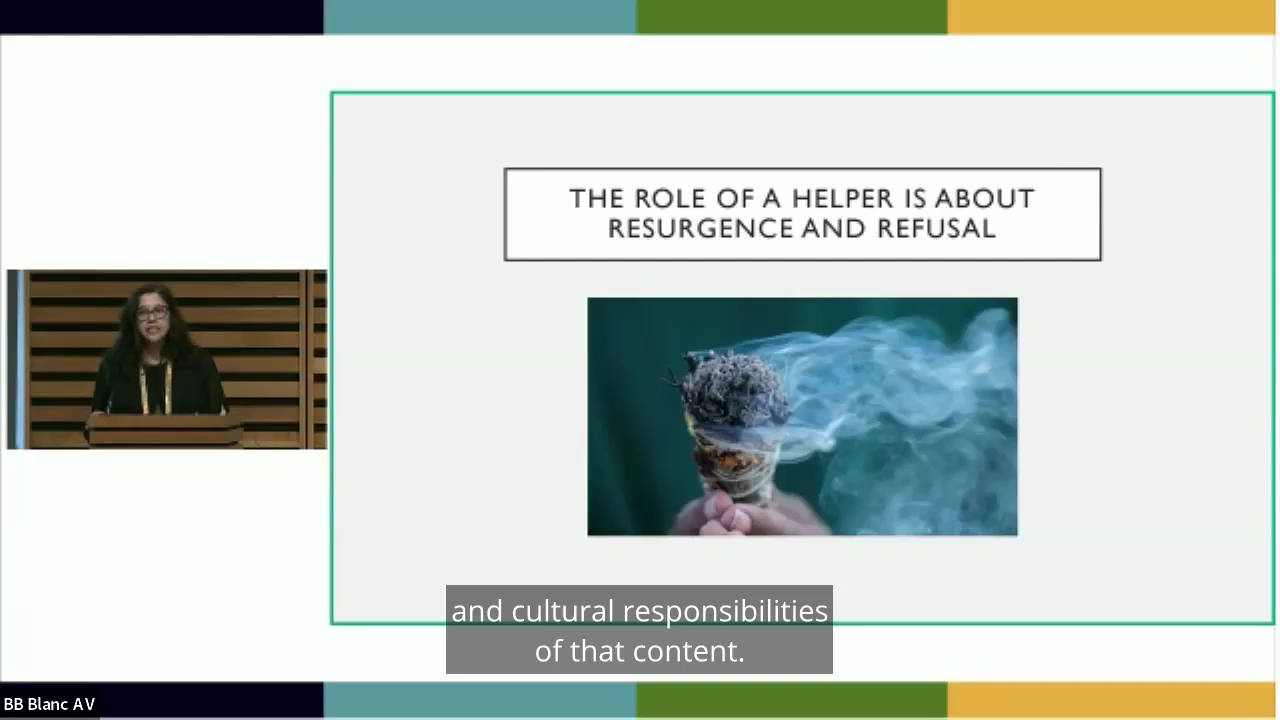 THE ROLE OF A HELPER IS ABOUT
RESURGENCE AND REFUSAL
and cultural responsibilities
of that content.
BB Blanc AV